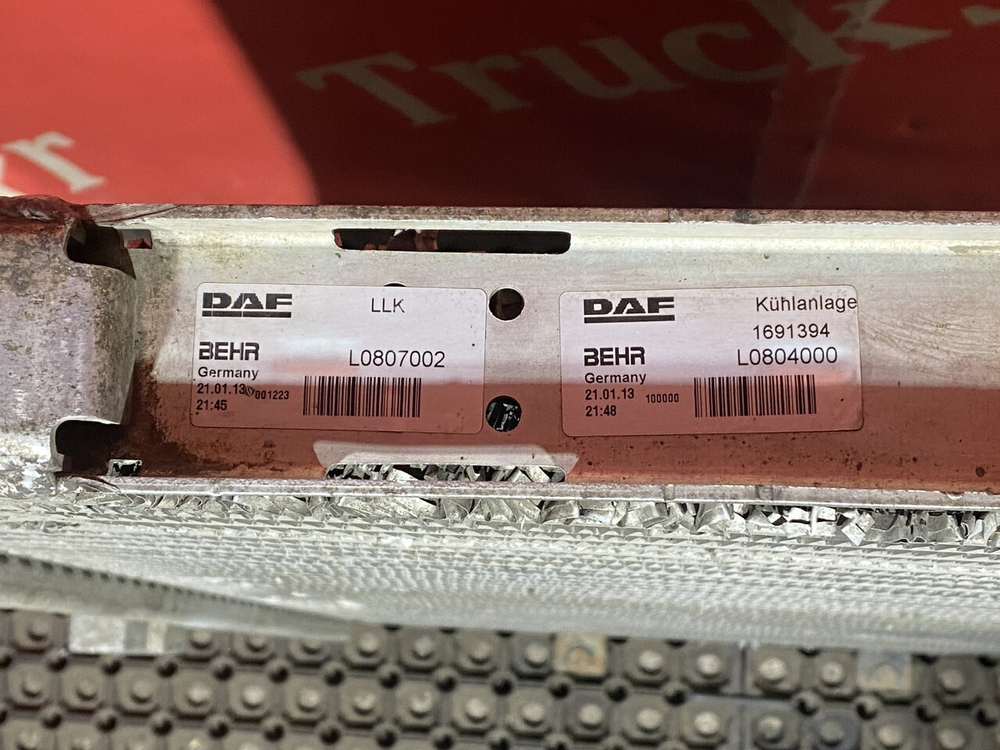 Truck
DAF
LLK
BEHR
L0807002
Germany
21.01.13 001223
21:45
DAF
Kühlanlage
1691394
BEHR
L0804000
Germany
21.01.13 100000
21:48